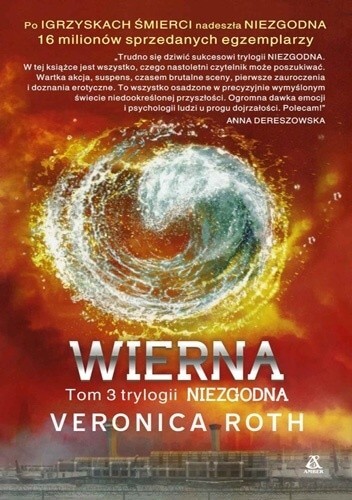 Po IGRZYSKACH ŚMIERCI nadeszła NIEZGODNA
16 milionów sprzedanych egzemplarzy
„Trudno się dziwić sukcesowi trylogii NIEZGODNA.
W tej książce jest wszystko, czego nastoletni czytelnik może poszukiwać.
Wartka akcja, suspens, czasem brutalne sceny, pierwsze zauroczenia
i doznania erotyczne. To wszystko osadzone w precyzyjnie wymyślonym
świecie niedookreślonej przyszłości. Ogromna dawka emocji
i psychologii ludzi u progu dojrzałości. Polecam!”
ANNA DERESZOWSKA
WIERNA
Tom 3 trylogii NIEZGODNA
VERONICA ROTH
AMBER